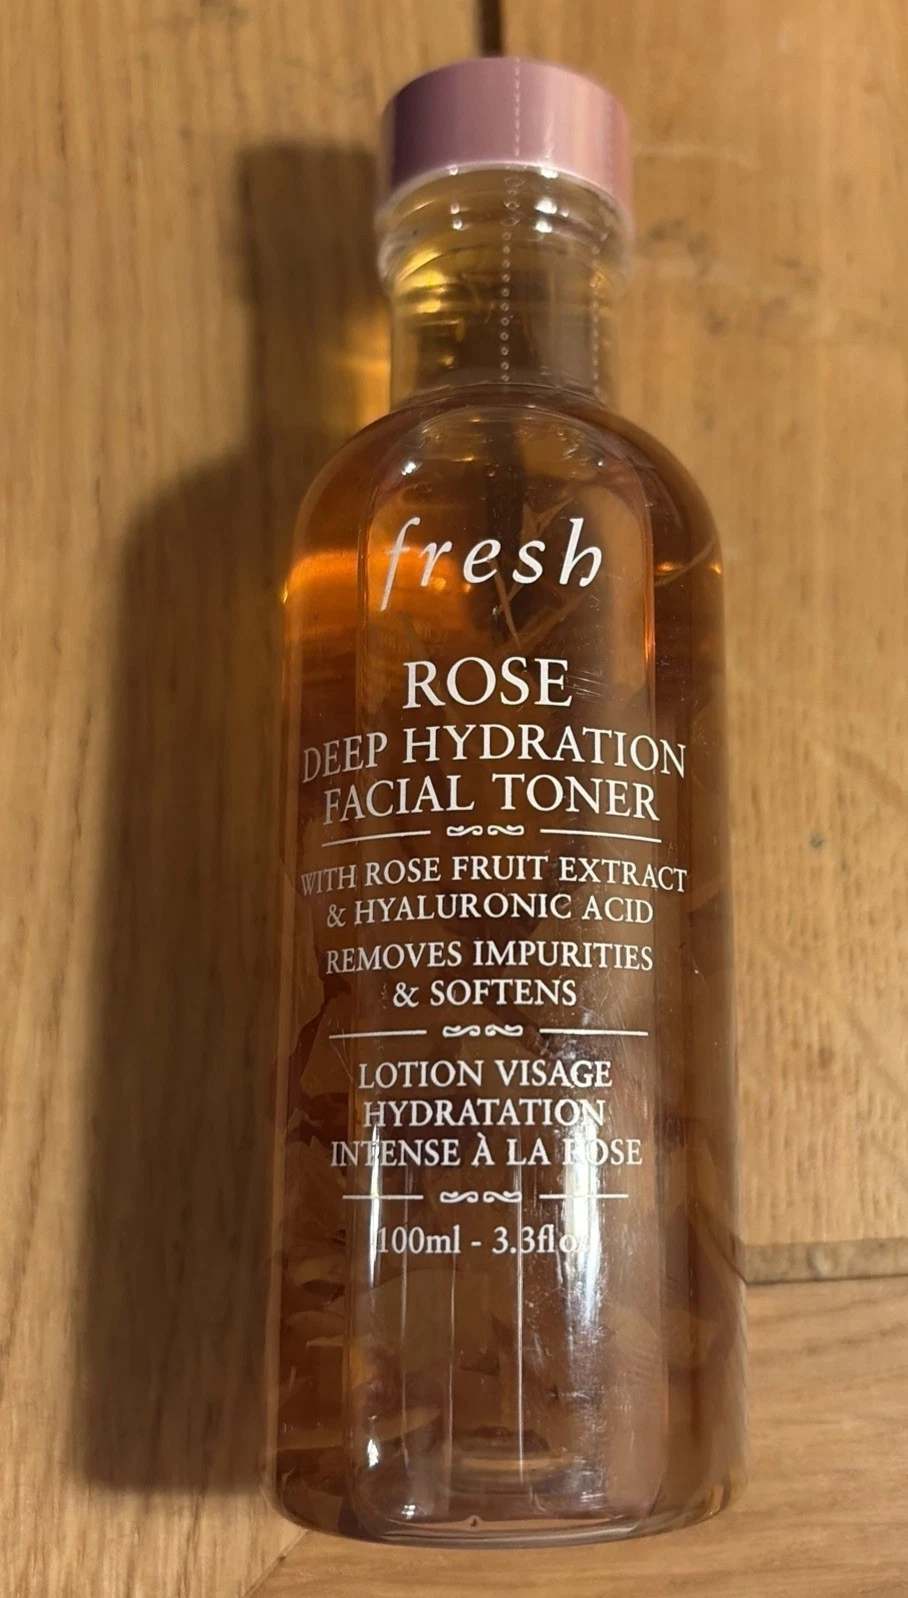 fresh
ROSE
DEEP HYDRATION
FACIAL TONER
WITH ROSE FRUIT EXTRACT
& HYALURONIC ACID
REMOVES IMPURITIES
& SOFTENS
LOTION VISAGE
HYDRATATION
INTENSE À LA ROSE
100ml - 3.3fl oz